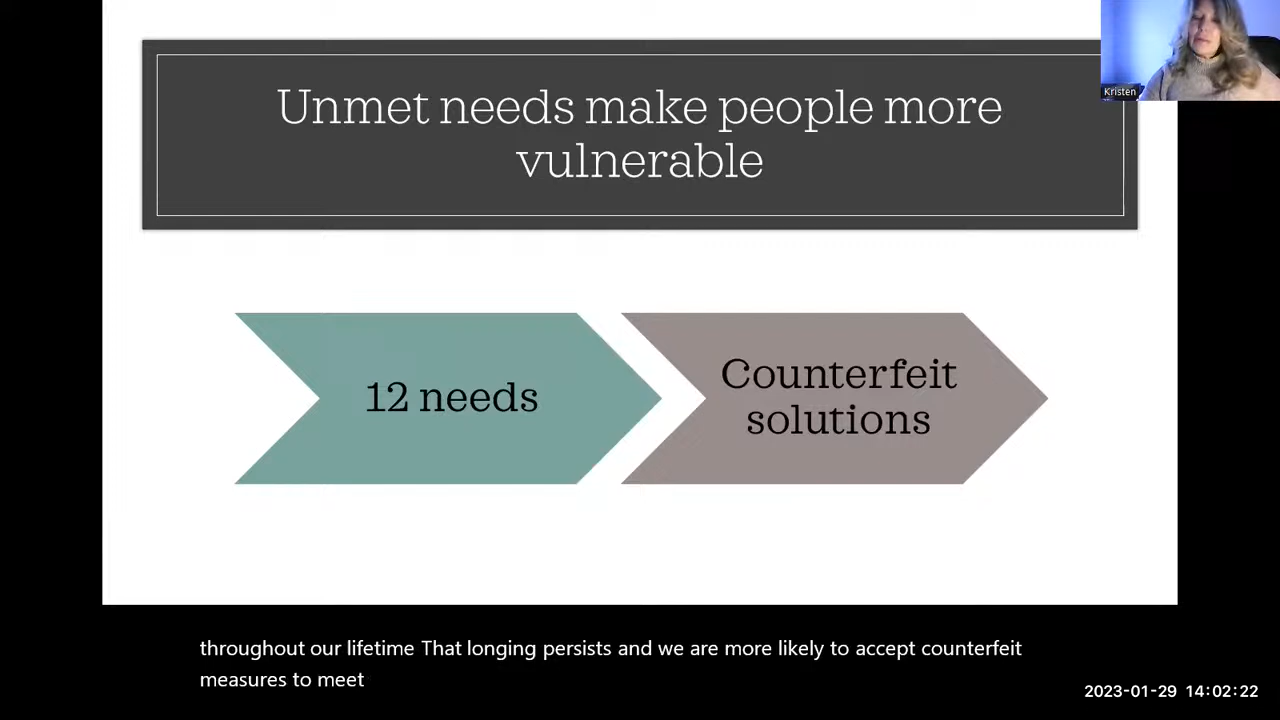 Unmet needs make people more
vulnerable
Kristen
12 needs
Counterfeit
solutions
throughout our lifetime That longing persists and we are more likely to accept counterfeit
measures to meet
2023-01-29 14:02:22